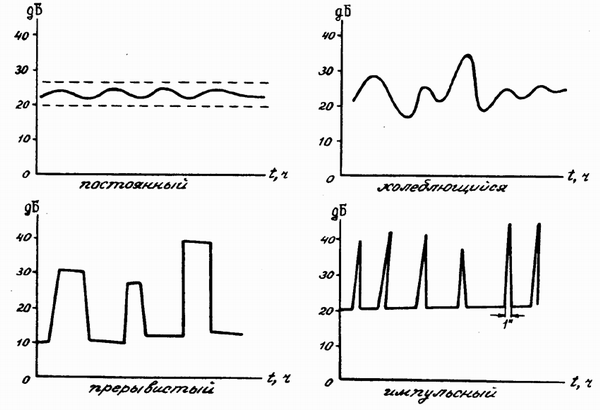 дБ
40
30
20
10
0
t, ч
постоянный
дБ
40
30
20
10
0
t, ч
колеблющийся
дБ
40
30
20
10
0
t, ч
прерывистый
дБ
40
30
20
10
0
1"
t, ч
импульсный